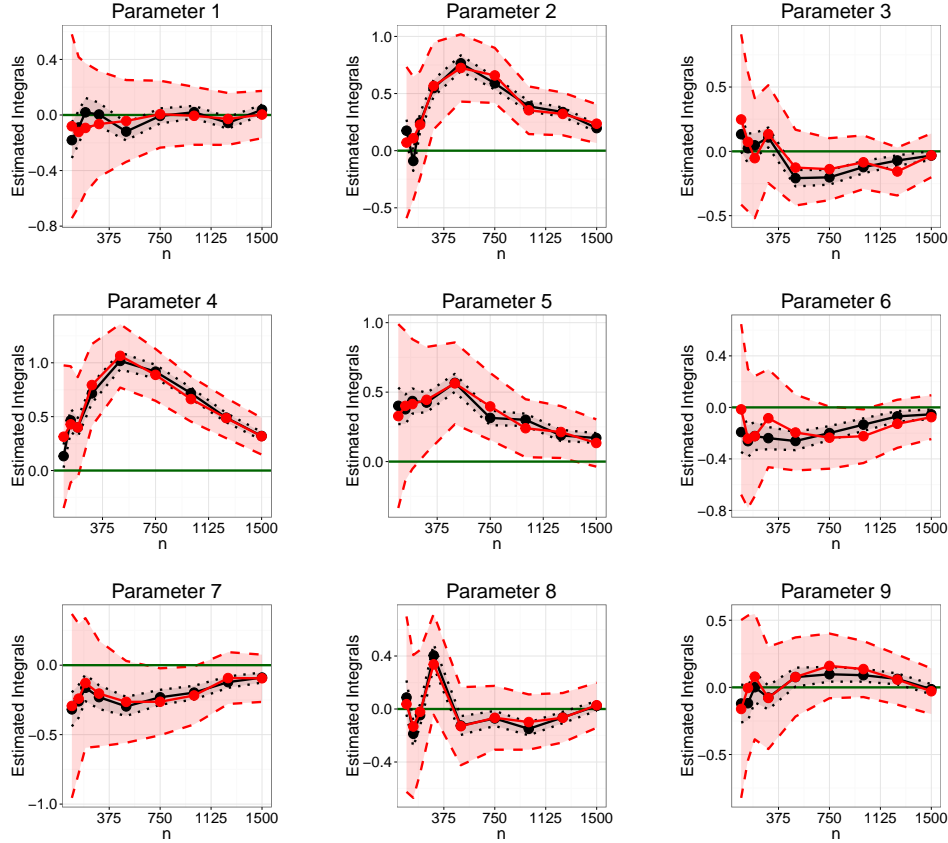 Parameter 1
Parameter 2
Parameter 3
Estimated Integrals
0.4
0.0
−0.4
−0.8
375 750 1125 1500
n
Estimated Integrals
1.0
0.5
0.0
−0.5
375 750 1125 1500
n
Estimated Integrals
0.5
0.0
−0.5
375 750 1125 1500
n
Parameter 4
Parameter 5
Parameter 6
Estimated Integrals
1.0
0.5
0.0
375 750 1125 1500
n
Estimated Integrals
1.0
0.5
0.0
375 750 1125 1500
n
Estimated Integrals
0.4
0.0
−0.4
−0.8
375 750 1125 1500
n
Parameter 7
Parameter 8
Parameter 9
Estimated Integrals
0.0
−0.5
−1.0
375 750 1125 1500
n
Estimated Integrals
0.4
0.0
−0.4
375 750 1125 1500
n
Estimated Integrals
0.5
0.0
−0.5
375 750 1125 1500
n